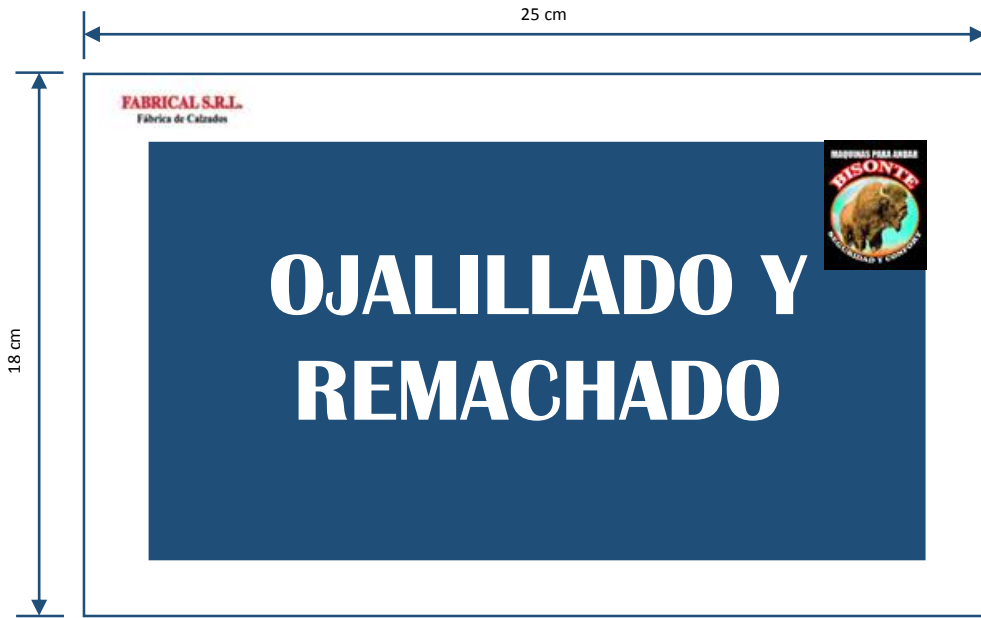 25 cm
18 cm
FABRICAL S.R.L.
Fábrica de Calzados
MAQUINAS PARA ANDAR
BISONTE
SEGURIDAD Y CONFORT
OJALILLADO Y
REMACHADO